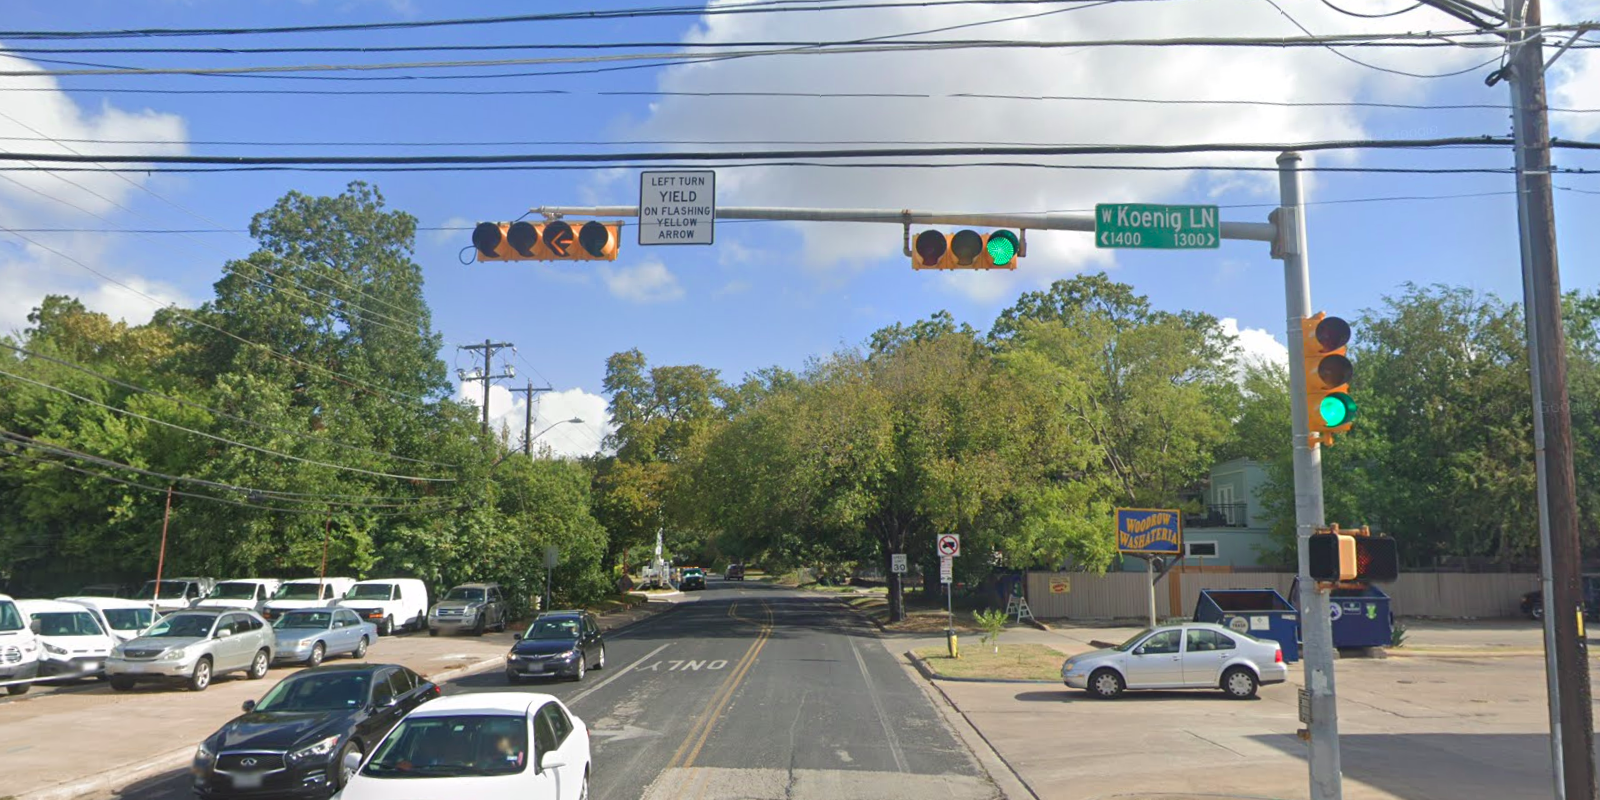 LEFT TURN
YIELD
ON FLASHING
YELLOW
ARROW
W Koenig LN
<1400 1300>
WOODROW
WASHATERIA
30
ONLY